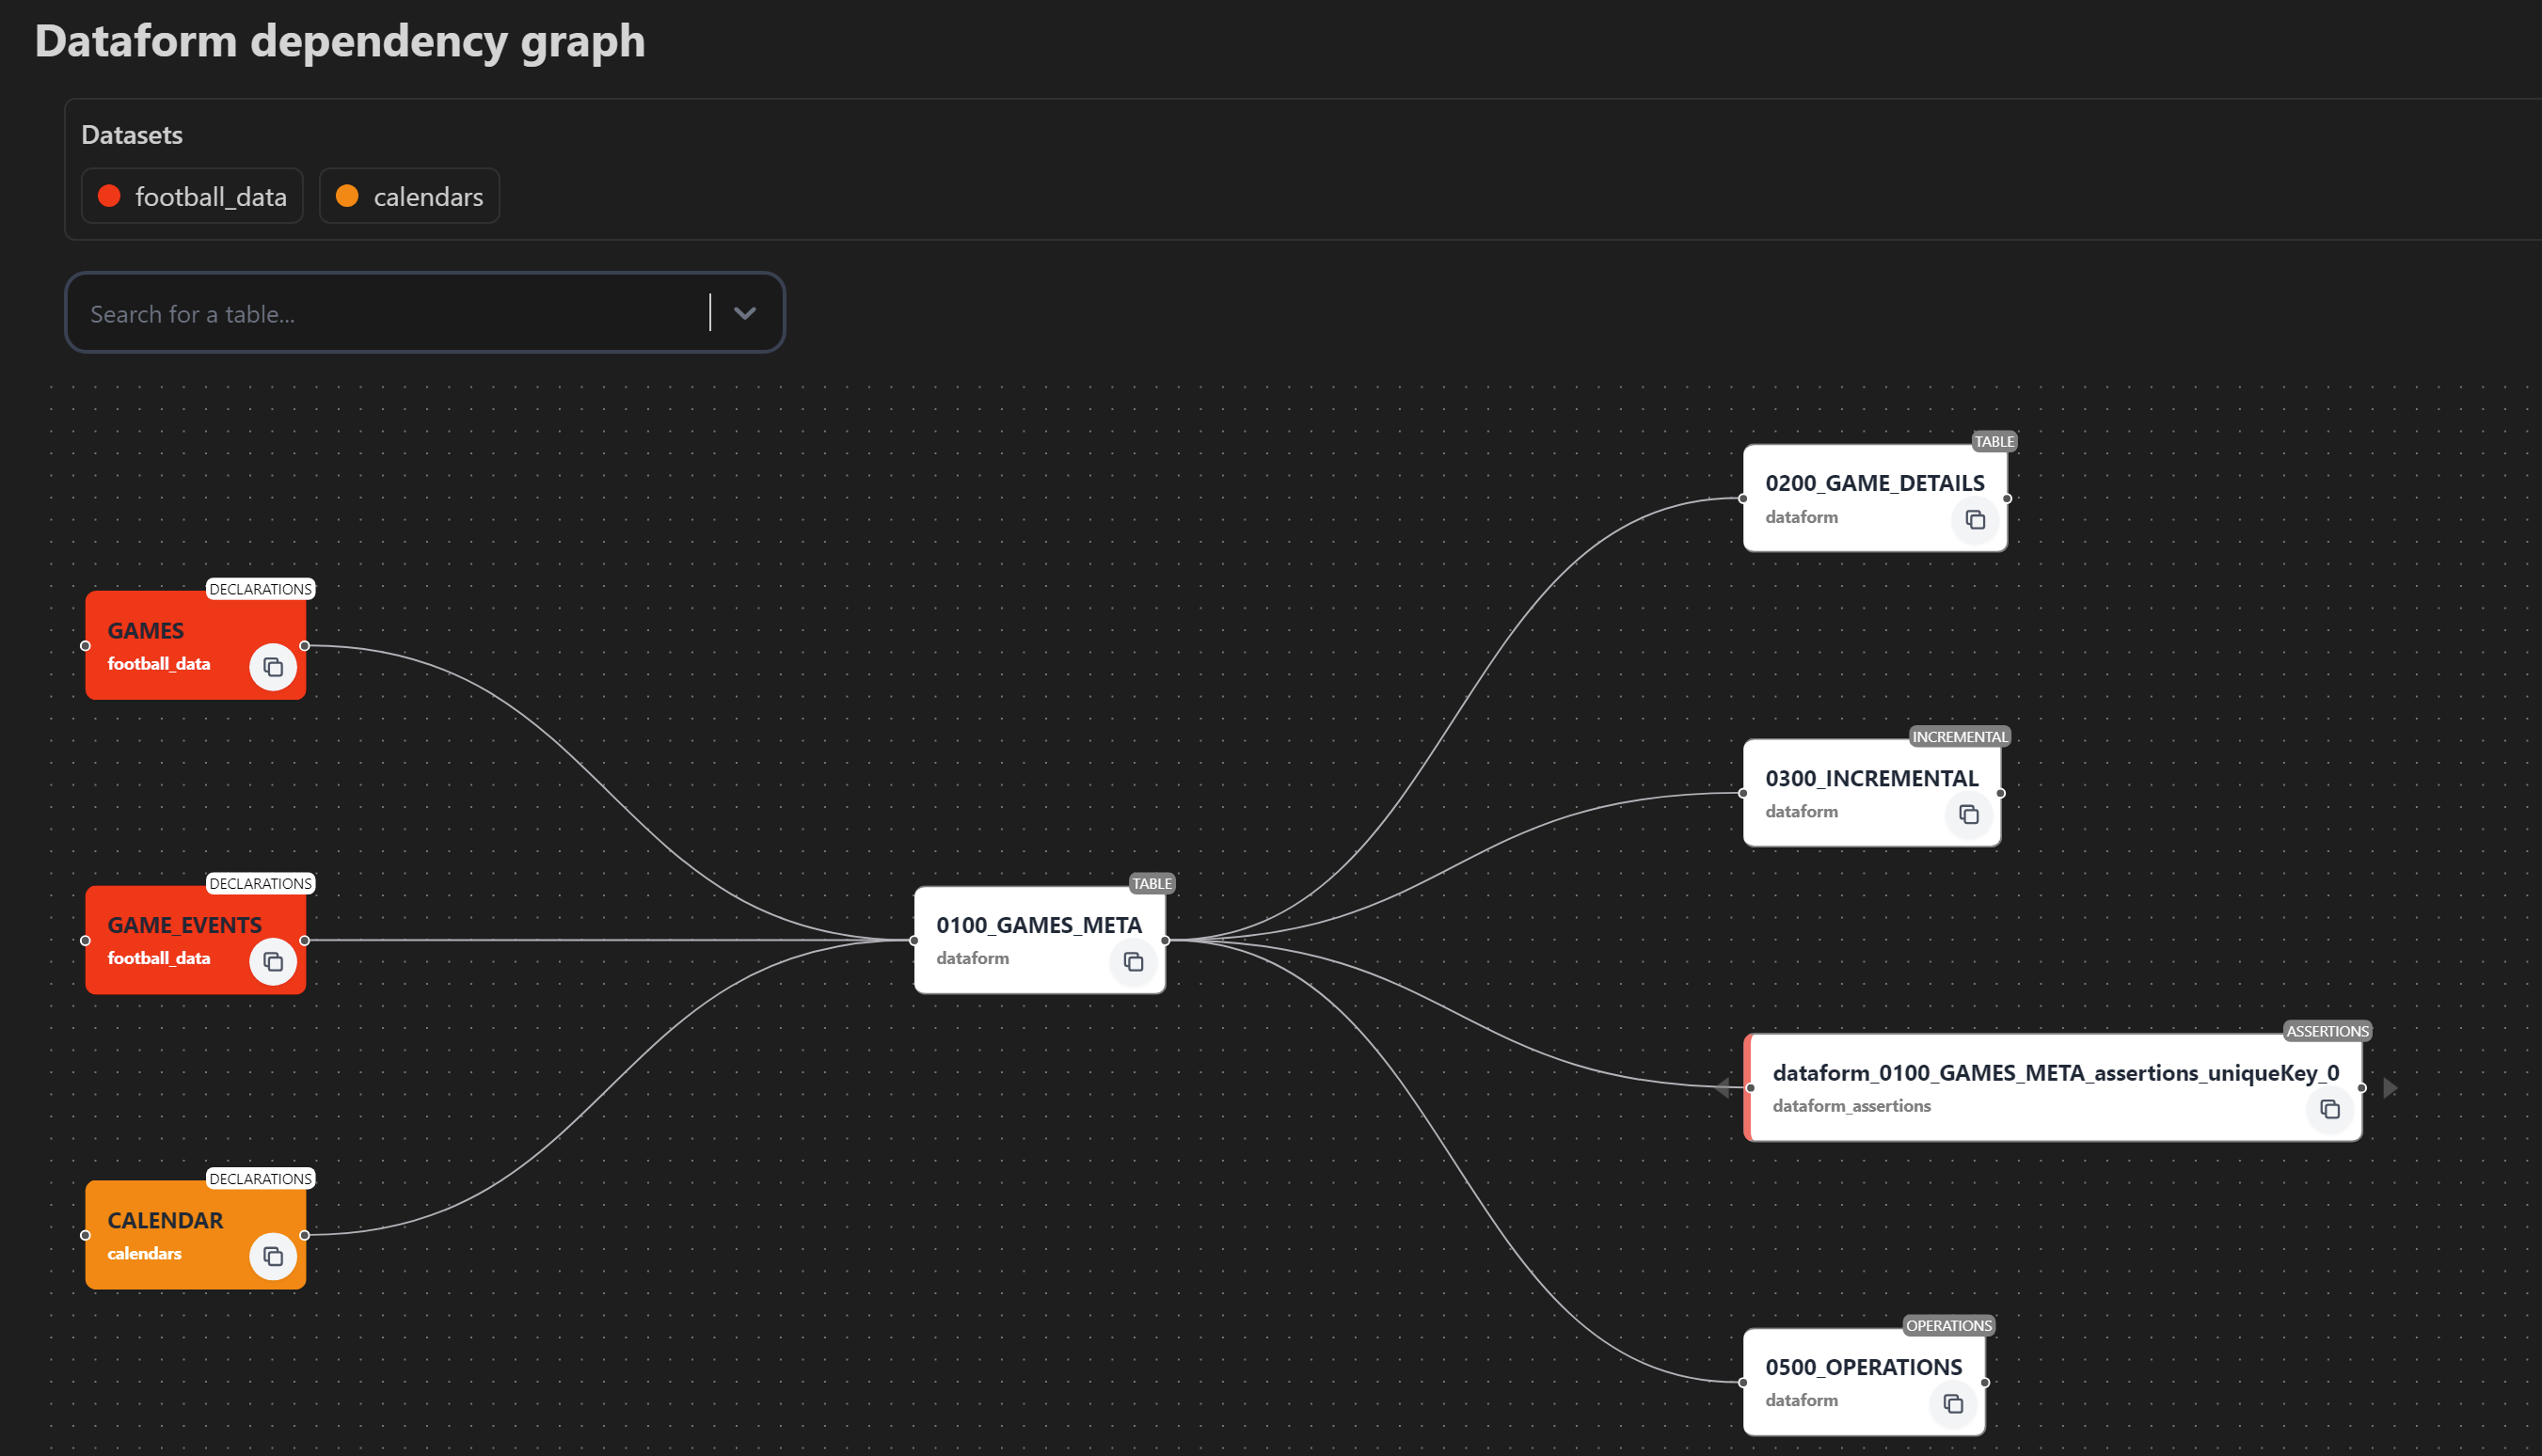 Dataform dependency graph
Datasets
football_data
calendars
Search for a table...
TABLE
0200_GAME_DETAILS
dataform
DECLARATIONS
GAMES
football_data
INCREMENTAL
0300_INCREMENTAL
dataform
DECLARATIONS
GAME_EVENTS
football_data
TABLE
0100_GAMES_META
dataform
ASSERTIONS
dataform_0100_GAMES_META_assertions_uniqueKey_0
dataform_assertions
DECLARATIONS
CALENDAR
calendars
OPERATIONS
0500_OPERATIONS
dataform